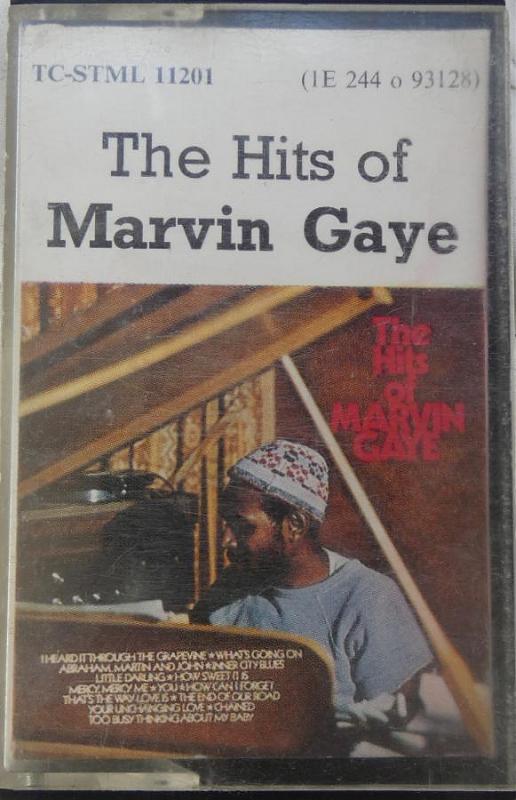 TC-STML 11201 (1E 244 o 93128)
The Hits of
Marvin Gaye
The
Hits
of
MARVIN
GAYE
I HEARD IT THROUGH THE GRAPEVINE ★ WHAT'S GOING ON
ABRAHAM, MARTIN AND JOHN ★ INNER CITY BLUES
LITTLE DARLING ★ HOW SWEET IT IS
MERCY, MERCY ME ★ YOU ★ HOW CAN I FORGET
THAT'S THE WAY LOVE IS ★ THE END OF OUR ROAD
YOUR UNCHANGING LOVE ★ CHAINED
TOO BUSY THINKING ABOUT MY BABY